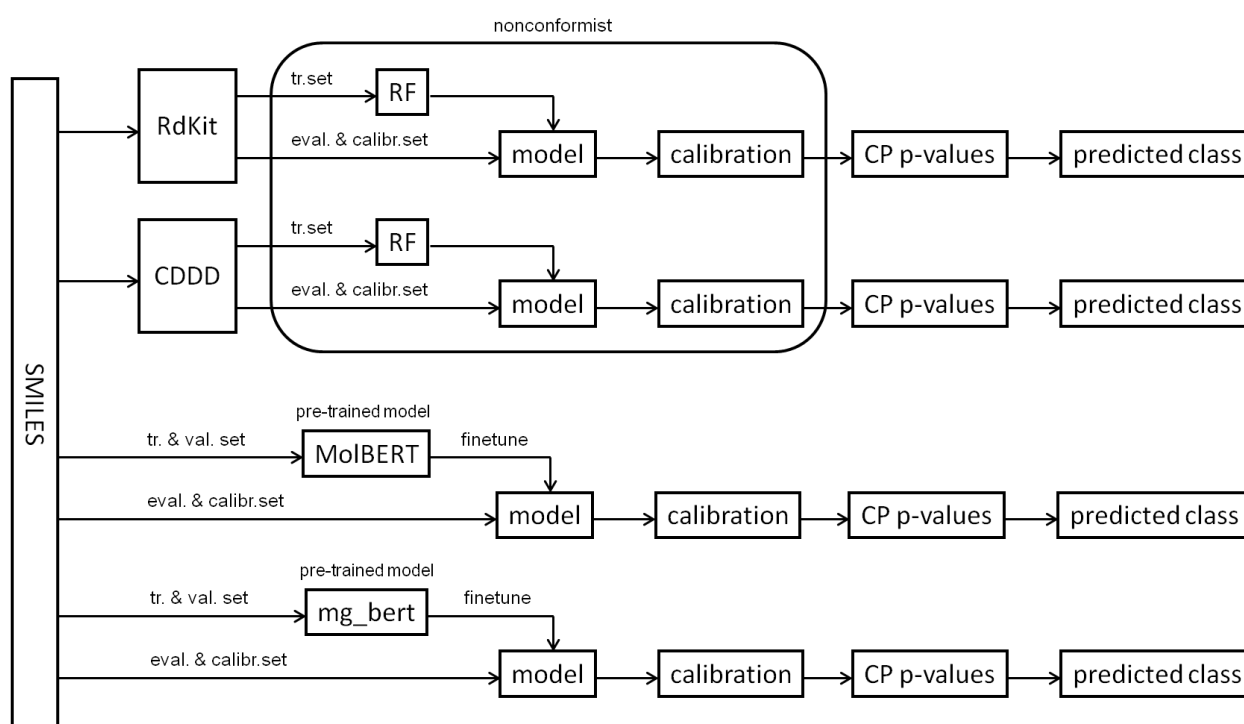 nonconformist
tr.set
RF
RdKit
eval. & calibr.set
model
calibration
CP p-values
predicted class
tr.set
RF
CDDD
eval. & calibr.set
model
calibration
CP p-values
predicted class
SMILES
pre-trained model
tr. & val. set
MolBERT
finetune
eval. & calibr.set
model
calibration
CP p-values
predicted class
pre-trained model
tr. & val. set
mg_bert
finetune
eval. & calibr.set
model
calibration
CP p-values
predicted class